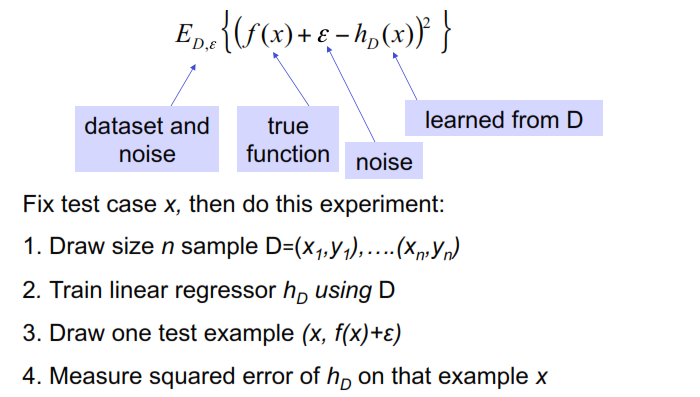 E_{D,ε} {(f(x) + ε − h_D(x))² }
dataset and
noise
true
function
noise
learned from D
Fix test case x, then do this experiment:
1. Draw size n sample D=(x₁,y₁),….(xₙ,yₙ)
2. Train linear regressor h_D using D
3. Draw one test example (x, f(x)+ε)
4. Measure squared error of h_D on that example x